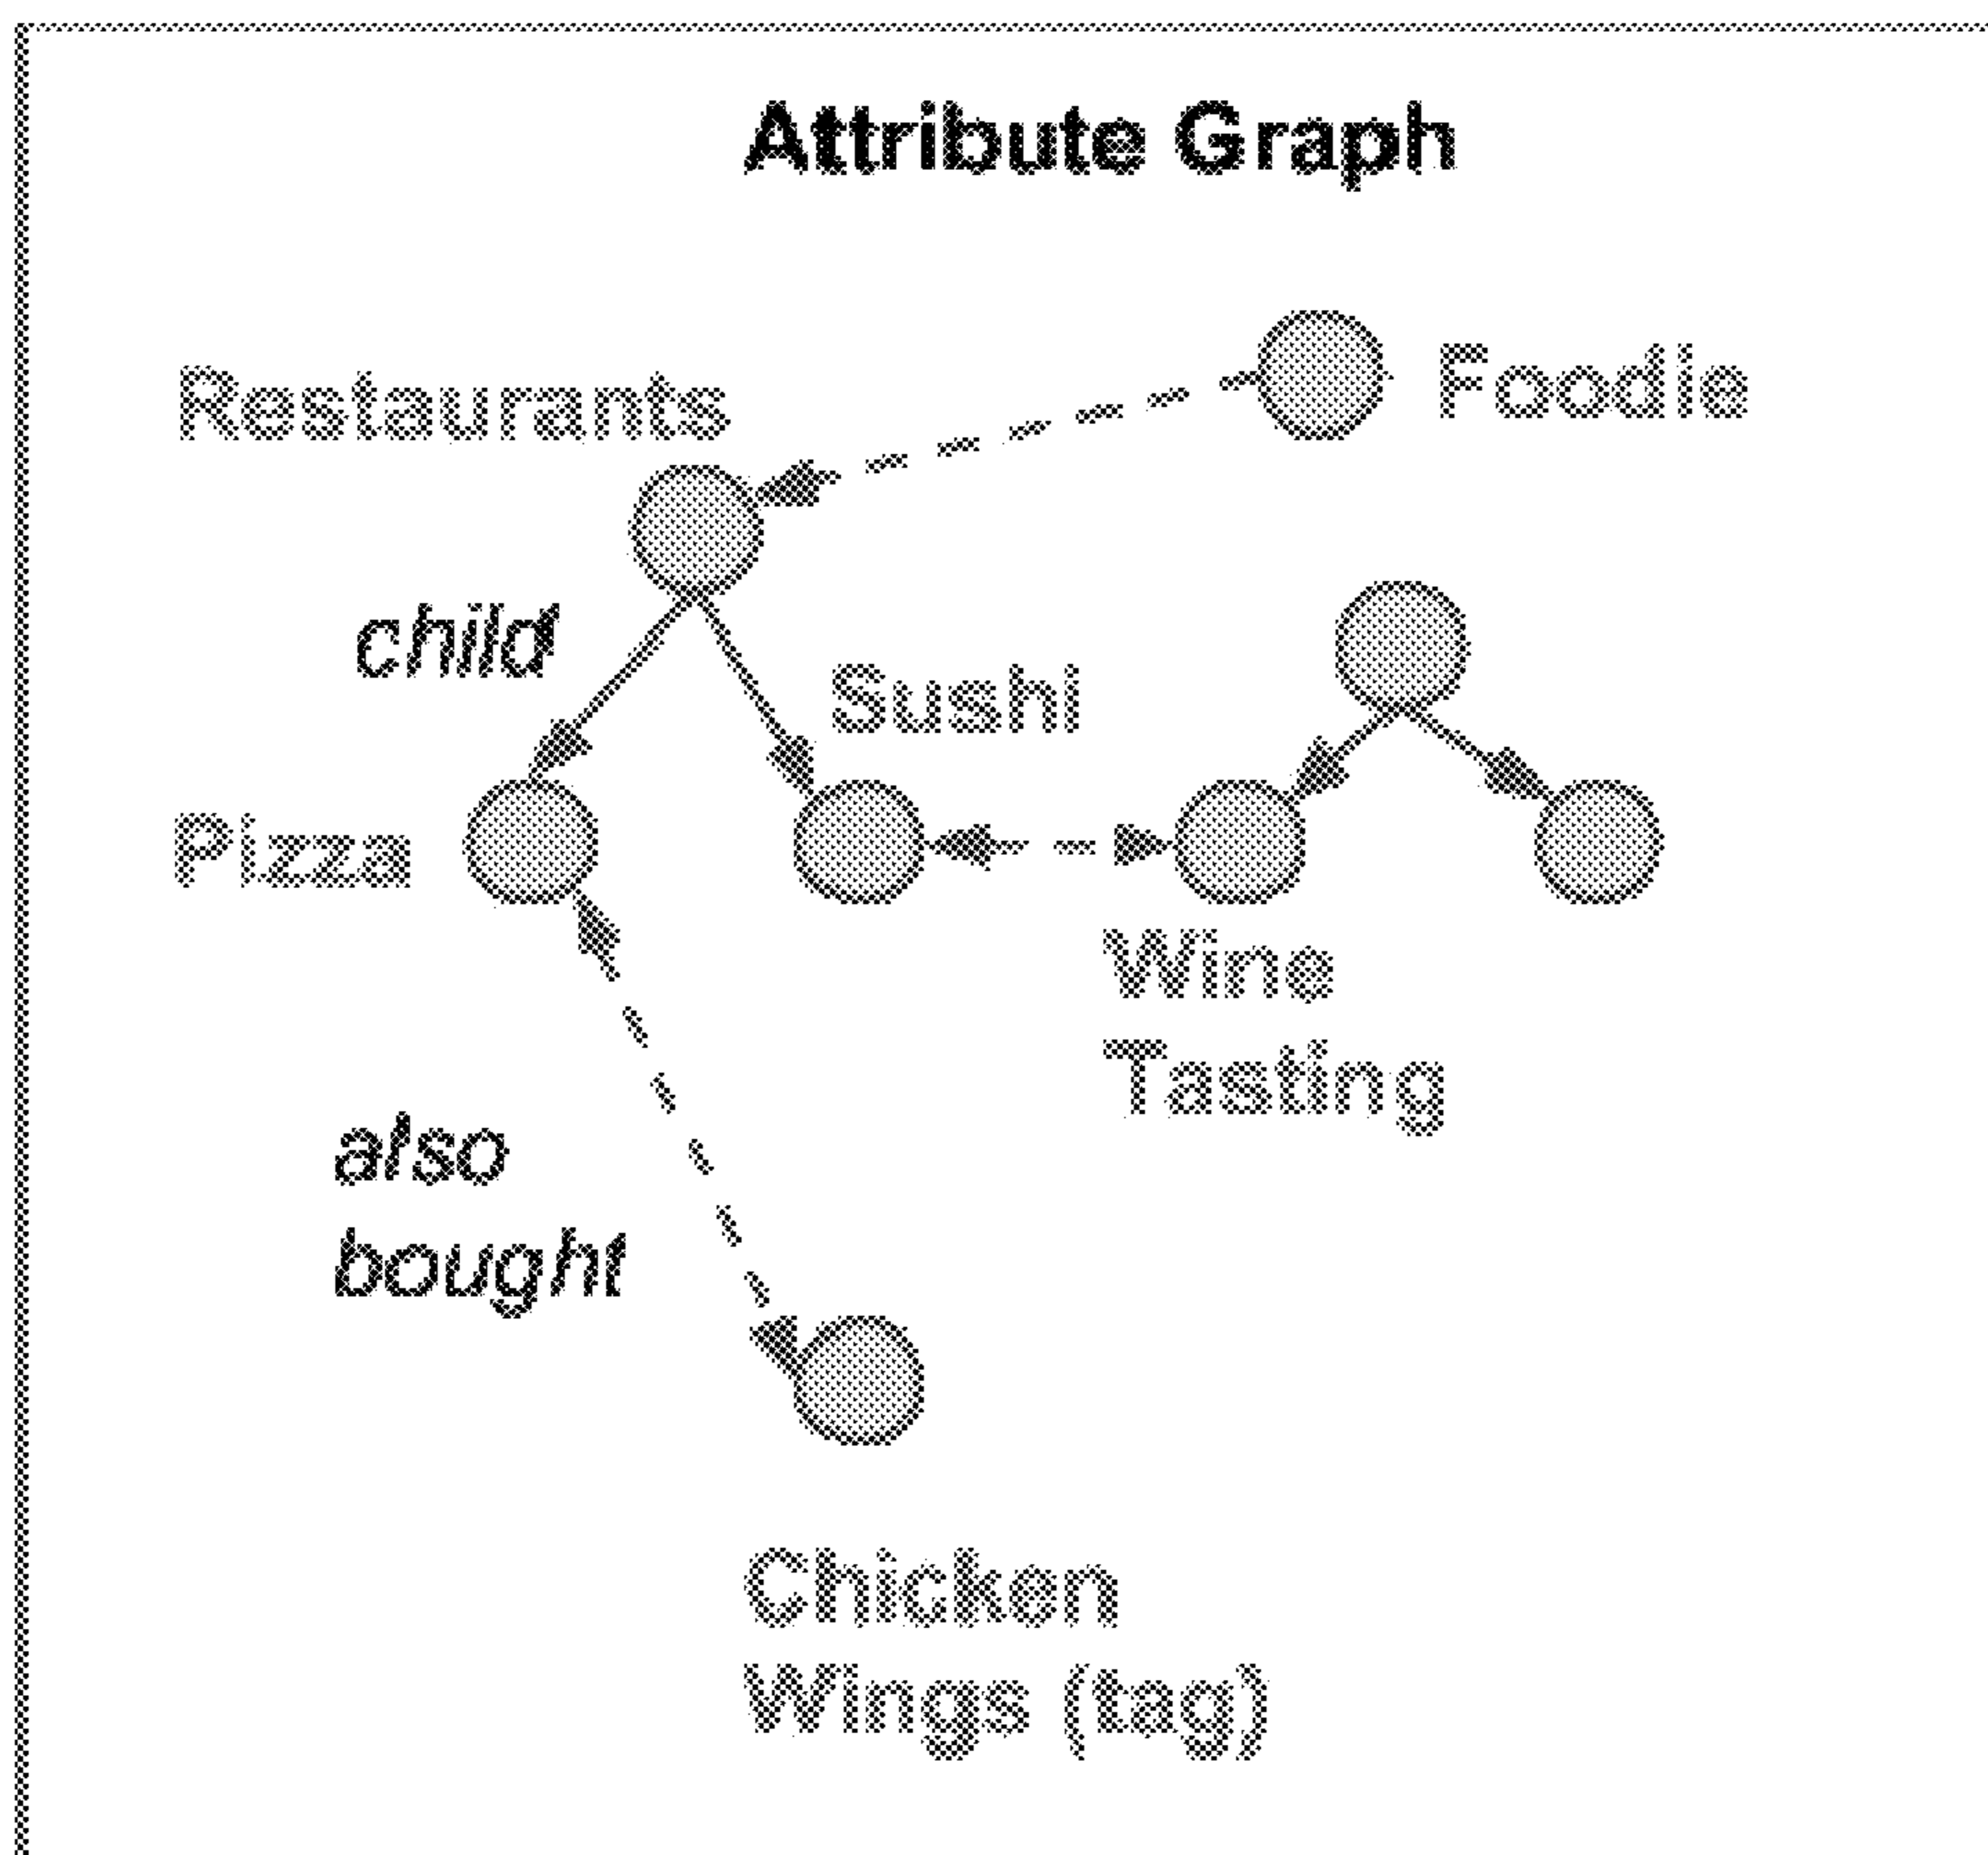 Attribute Graph
Restaurants
Foodie
child
Sushi
Pizza
Wine
Tasting
also
bought
Chicken
Wings (tag)